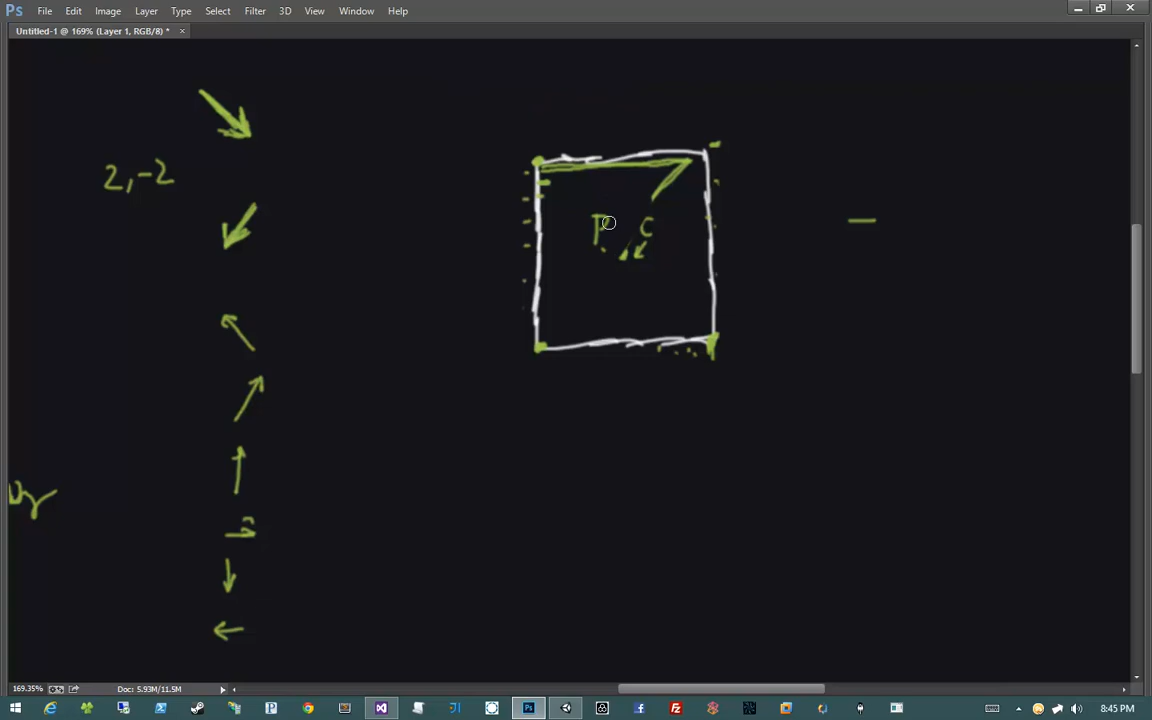 Ps File Edit Image Layer Type Select Filter 3D View Window Help
Untitled-1 @ 169% (Layer 1, RGB/8) *
2,-2
P C
169.35% Doc: 5.93M/11.5M
8:45 PM